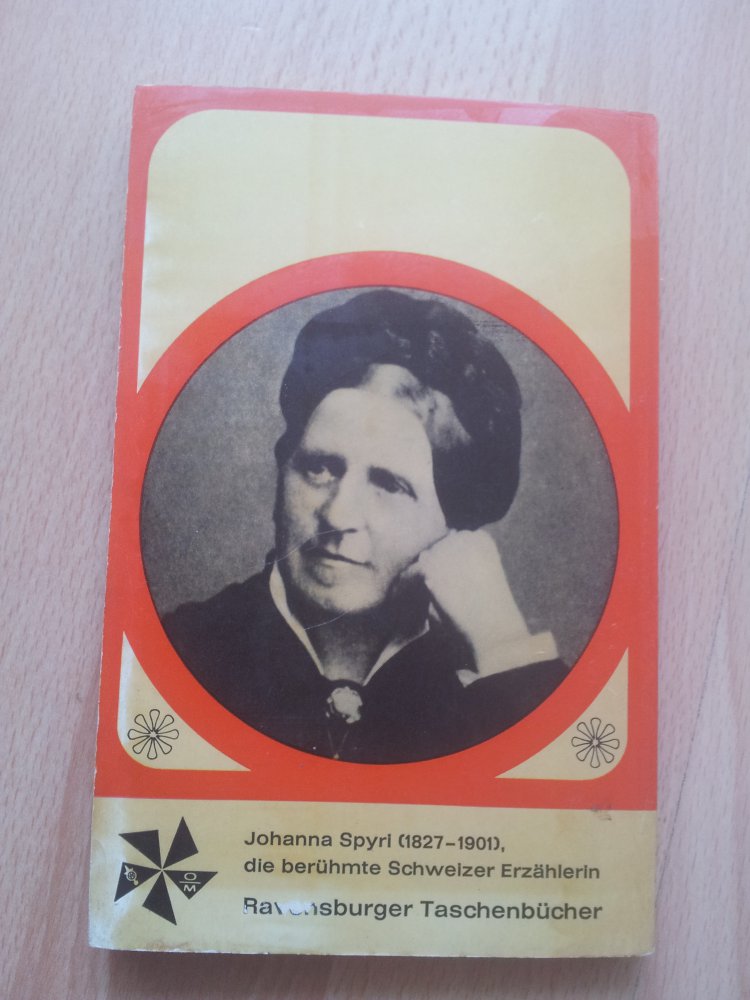 Johanna Spyri (1827–1901),
die berühmte Schweizer Erzählerin
O
M
Ravensburger Taschenbücher